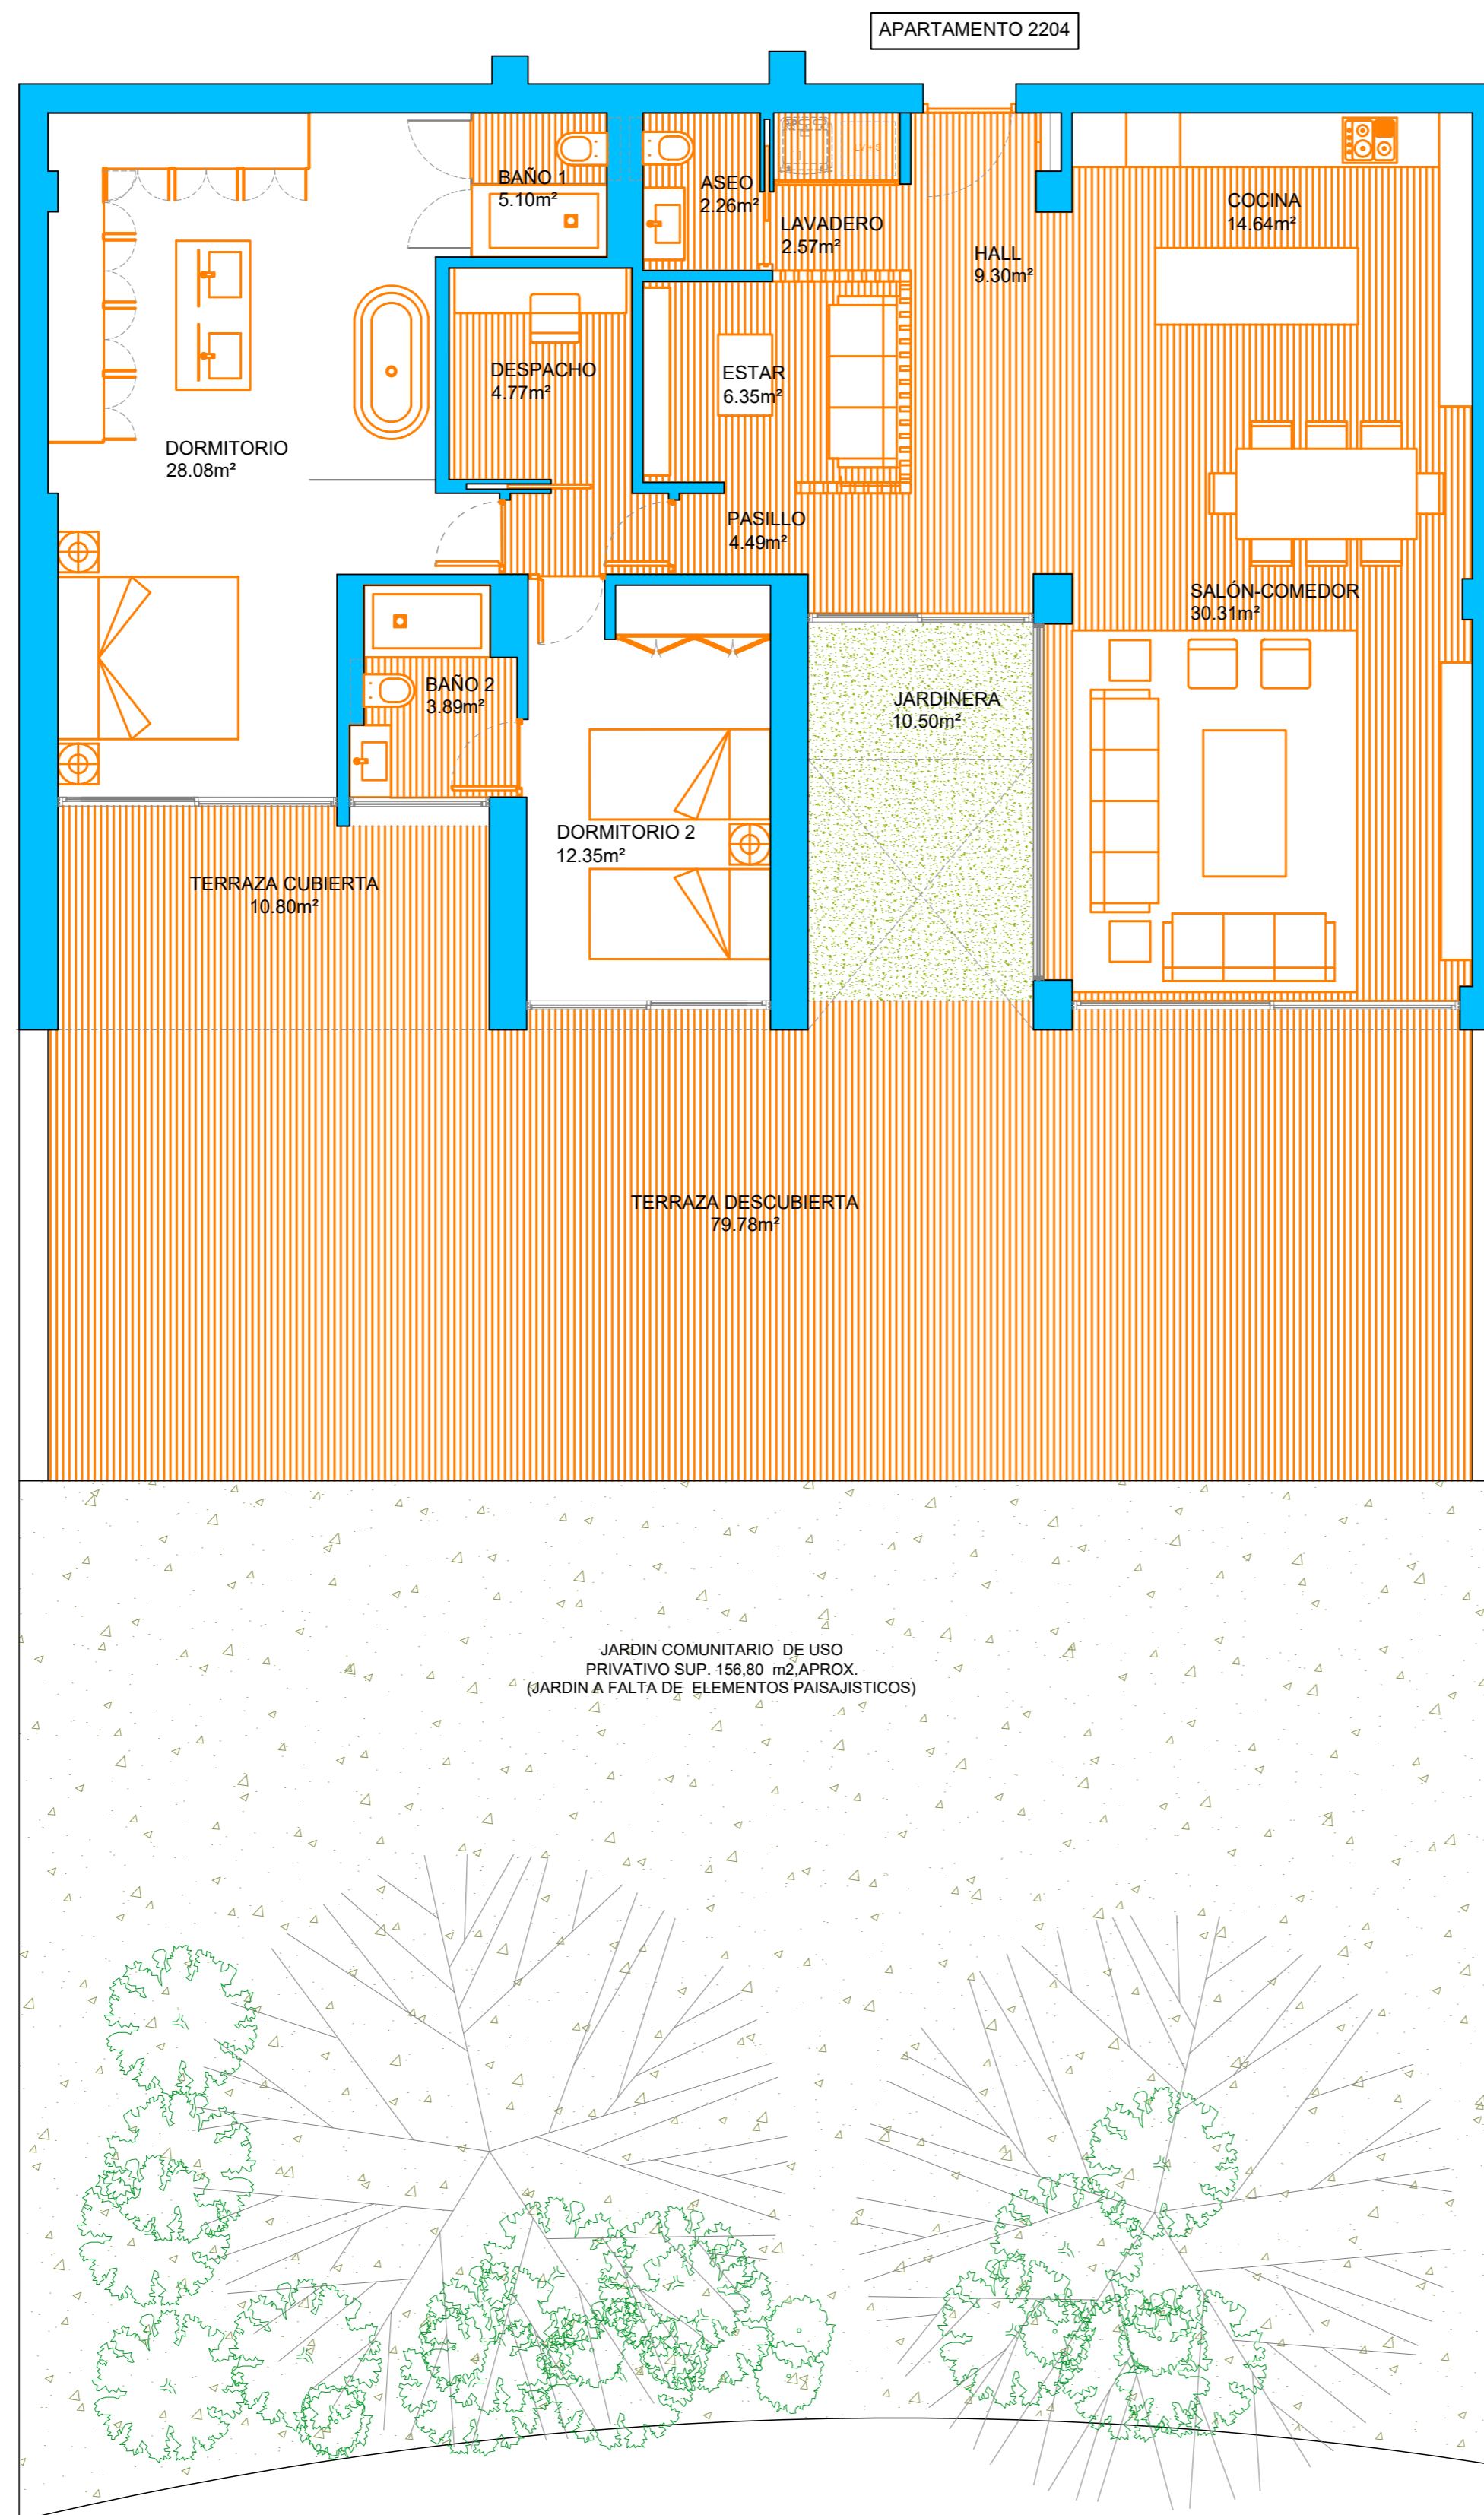 APARTAMENTO 2204
BAÑO 1
5.10m²
ASEO
2.26m²
LAVADERO
2.57m²
HALL
9.30m²
COCINA
14.64m²
DESPACHO
4.77m²
ESTAR
6.35m²
DORMITORIO
28.08m²
PASILLO
4.49m²
SALÓN-COMEDOR
30.31m²
BAÑO 2
3.89m²
JARDINERA
10.50m²
DORMITORIO 2
12.35m²
TERRAZA CUBIERTA
10.80m²
TERRAZA DESCUBIERTA
79.78m²
JARDIN COMUNITARIO DE USO
PRIVATIVO SUP. 156,80 m2,APROX.
(JARDIN A FALTA DE ELEMENTOS PAISAJISTICOS)